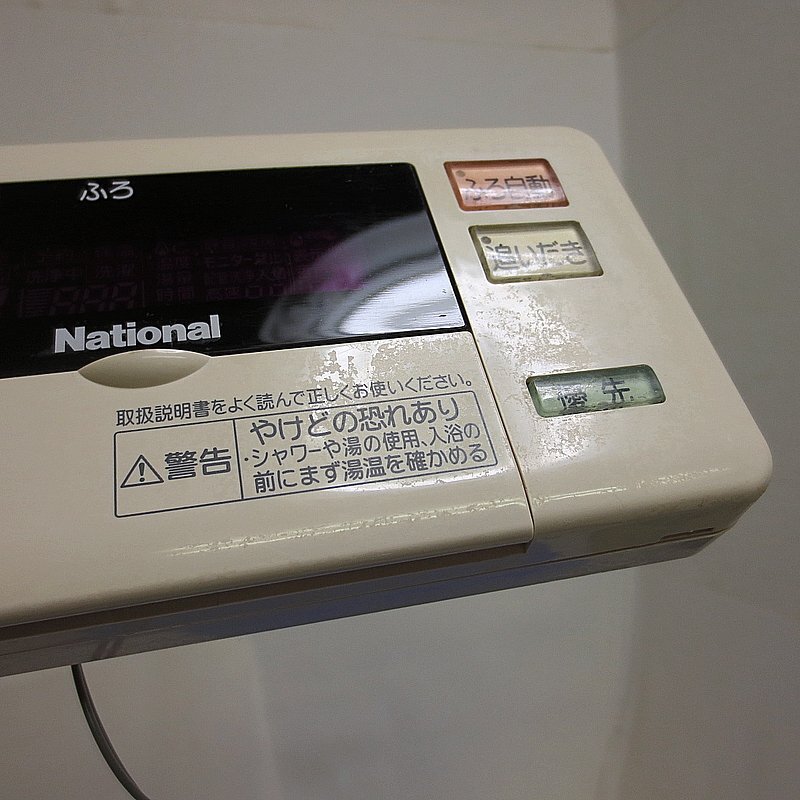 ふろ
National
取扱説明書をよく読んで正しくお使いください。
警告
やけどの恐れあり
・シャワーや湯の使用、入浴の
前にまず湯温を確かめる
ふろ自動
追いだき
優先